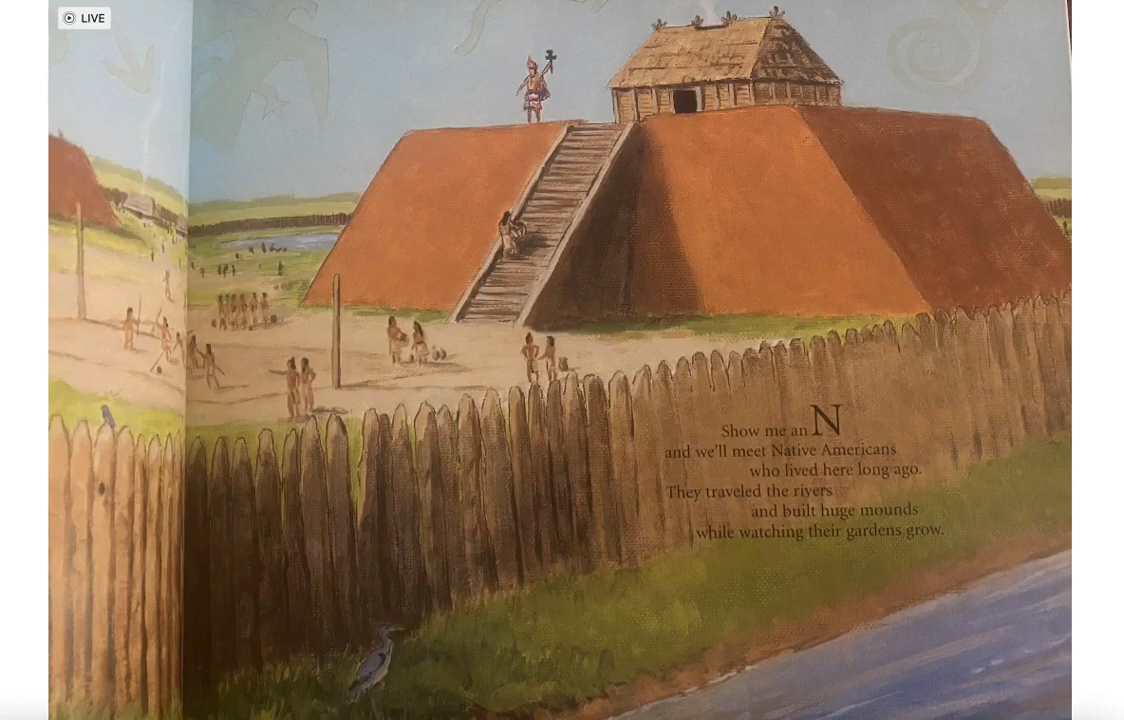 LIVE
Show me an N
and we'll meet Native Americans
who lived here long ago.
They traveled the rivers
and built huge mounds
while watching their gardens grow.